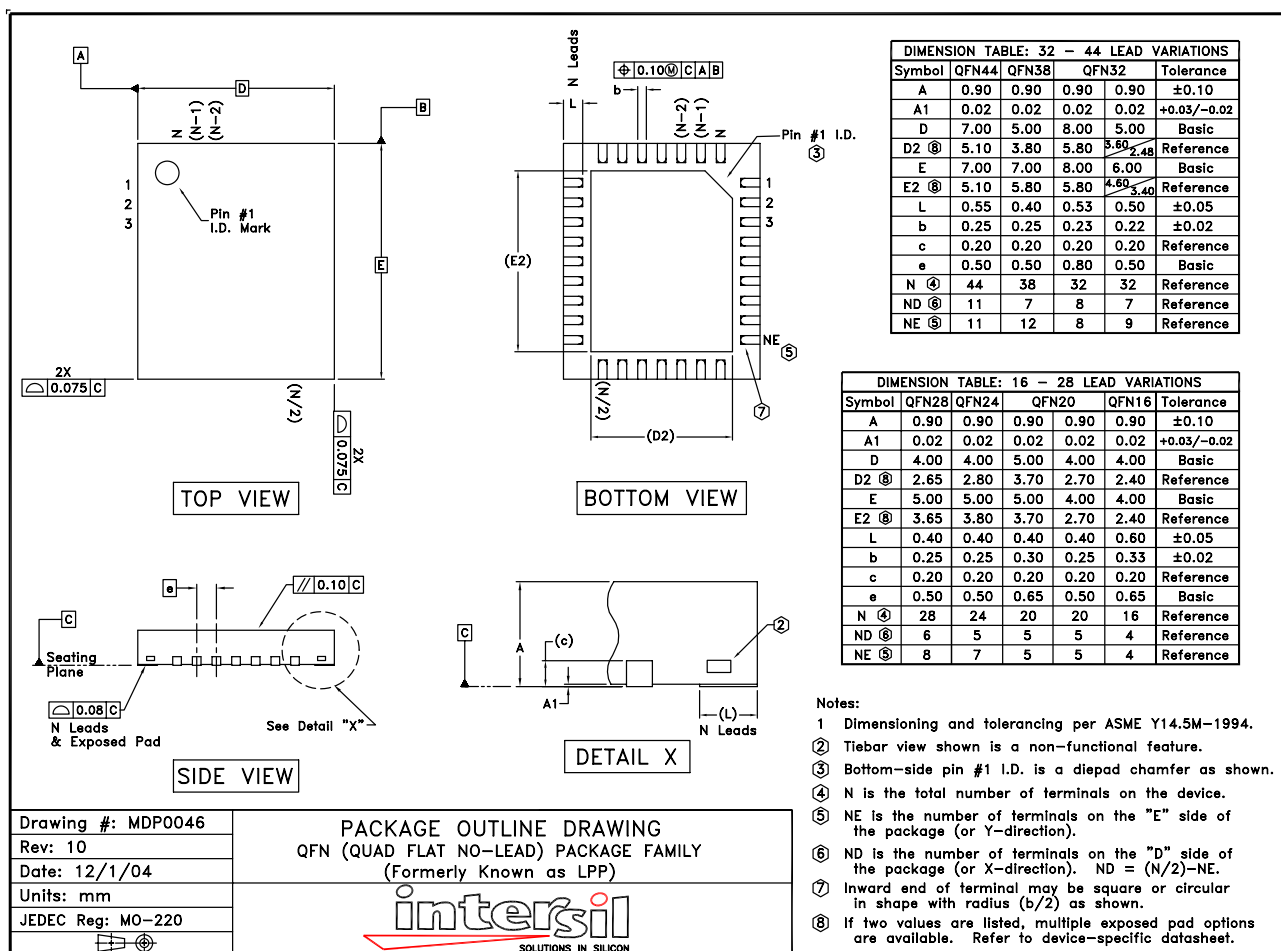 A
D
B
N
(N-1)
(N-2)
1
2
3
Pin #1
I.D. Mark
E
2X
0.075 C
(N/2)
2X
0.075 C
TOP VIEW
N Leads
L
⌖ 0.10Ⓜ C A B
b
(N-2)
(N-1)
N
Pin #1 I.D.
3
1
2
3
(E2)
NE
5
(N/2)
7
(D2)
BOTTOM VIEW
e
// 0.10 C
C
Seating
Plane
0.08 C
N Leads
& Exposed Pad
See Detail "X"
SIDE VIEW
C
A
(c)
2
A1
(L)
N Leads
DETAIL X
DIMENSION TABLE: 32 - 44 LEAD VARIATIONS
Symbol QFN44 QFN38 QFN32 Tolerance
A 0.90 0.90 0.90 0.90 ±0.10
A1 0.02 0.02 0.02 0.02 +0.03/-0.02
D 7.00 5.00 8.00 5.00 Basic
D2 ⑧ 5.10 3.80 5.80 3.60/2.48 Reference
E 7.00 7.00 8.00 6.00 Basic
E2 ⑧ 5.10 5.80 5.80 4.60/3.40 Reference
L 0.55 0.40 0.53 0.50 ±0.05
b 0.25 0.25 0.23 0.22 ±0.02
c 0.20 0.20 0.20 0.20 Reference
e 0.50 0.50 0.80 0.50 Basic
N ④ 44 38 32 32 Reference
ND ⑥ 11 7 8 7 Reference
NE ⑤ 11 12 8 9 Reference
DIMENSION TABLE: 16 - 28 LEAD VARIATIONS
Symbol QFN28 QFN24 QFN20 QFN16 Tolerance
A 0.90 0.90 0.90 0.90 0.90 ±0.10
A1 0.02 0.02 0.02 0.02 0.02 +0.03/-0.02
D 4.00 4.00 5.00 4.00 4.00 Basic
D2 ⑧ 2.65 2.80 3.70 2.70 2.40 Reference
E 5.00 5.00 5.00 4.00 4.00 Basic
E2 ⑧ 3.65 3.80 3.70 2.70 2.40 Reference
L 0.40 0.40 0.40 0.40 0.60 ±0.05
b 0.25 0.25 0.30 0.25 0.33 ±0.02
c 0.20 0.20 0.20 0.20 0.20 Reference
e 0.50 0.50 0.65 0.50 0.65 Basic
N ④ 28 24 20 20 16 Reference
ND ⑥ 6 5 5 5 4 Reference
NE ⑤ 8 7 5 5 4 Reference
Notes:
1 Dimensioning and tolerancing per ASME Y14.5M-1994.
② Tiebar view shown is a non-functional feature.
③ Bottom-side pin #1 I.D. is a diepad chamfer as shown.
④ N is the total number of terminals on the device.
⑤ NE is the number of terminals on the "E" side of
the package (or Y-direction).
⑥ ND is the number of terminals on the "D" side of
the package (or X-direction). ND = (N/2)-NE.
⑦ Inward end of terminal may be square or circular
in shape with radius (b/2) as shown.
⑧ If two values are listed, multiple exposed pad options
are available. Refer to device-specific datasheet.
Drawing #: MDP0046
Rev: 10
Date: 12/1/04
Units: mm
JEDEC Reg: MO-220
PACKAGE OUTLINE DRAWING
QFN (QUAD FLAT NO-LEAD) PACKAGE FAMILY
(Formerly Known as LPP)
intersil
SOLUTIONS IN SILICON